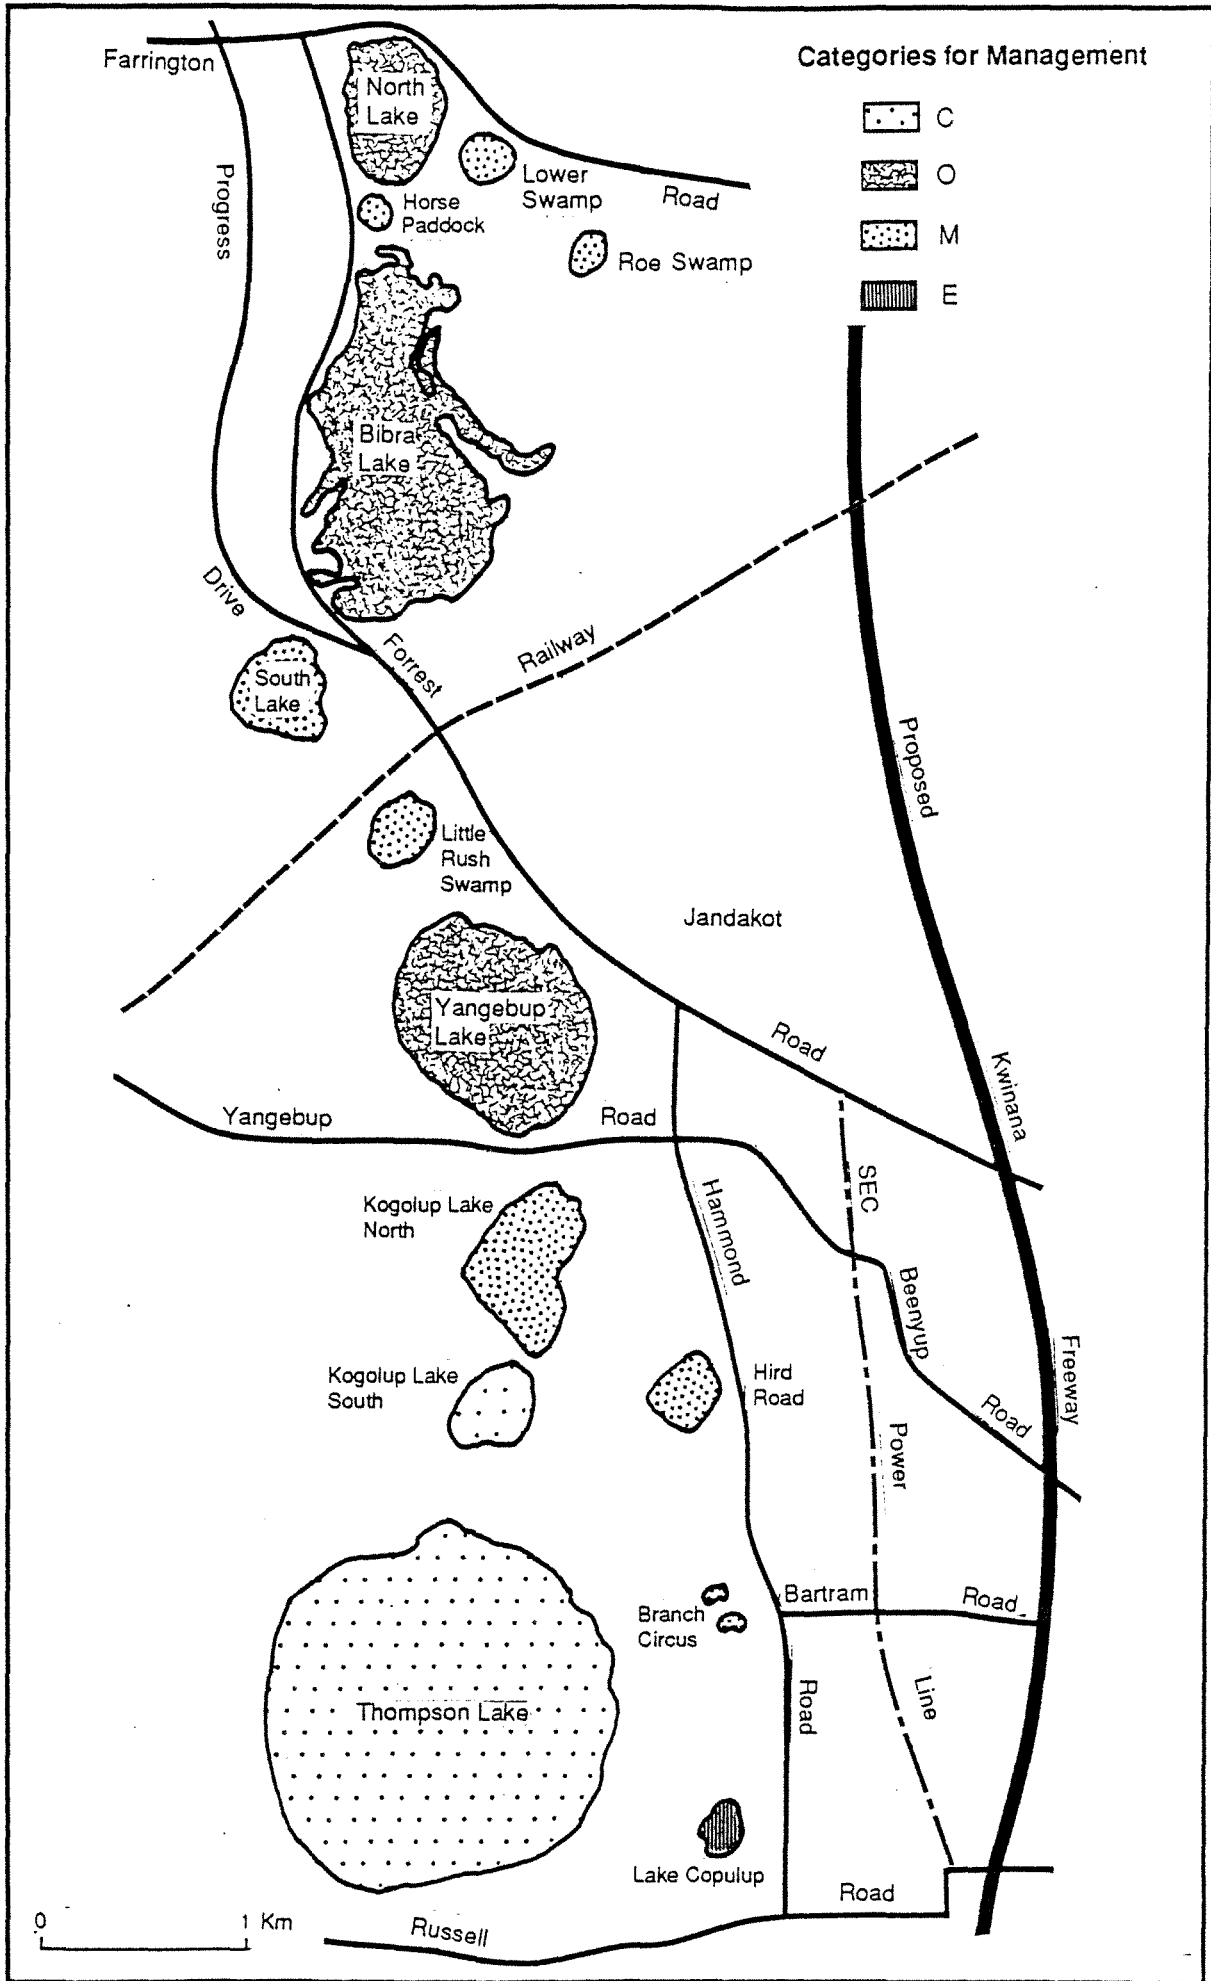 Categories for Management
C
O
M
E
Farrington
Road
Progress
Drive
North
Lake
Lower
Swamp
Horse
Paddock
Roe Swamp
Bibra
Lake
Forrest
Railway
South
Lake
Proposed
Little
Rush
Swamp
Jandakot
Yangebup
Lake
Road
Kwinana
Yangebup
Road
SEC
Hammond
Kogolup Lake
North
Beenyup
Freeway
Kogolup Lake
South
Hird
Road
Road
Power
Branch
Circus
Bartram
Road
Thompson Lake
Road
Line
Lake Copulup
Road
0
1 Km
Russell